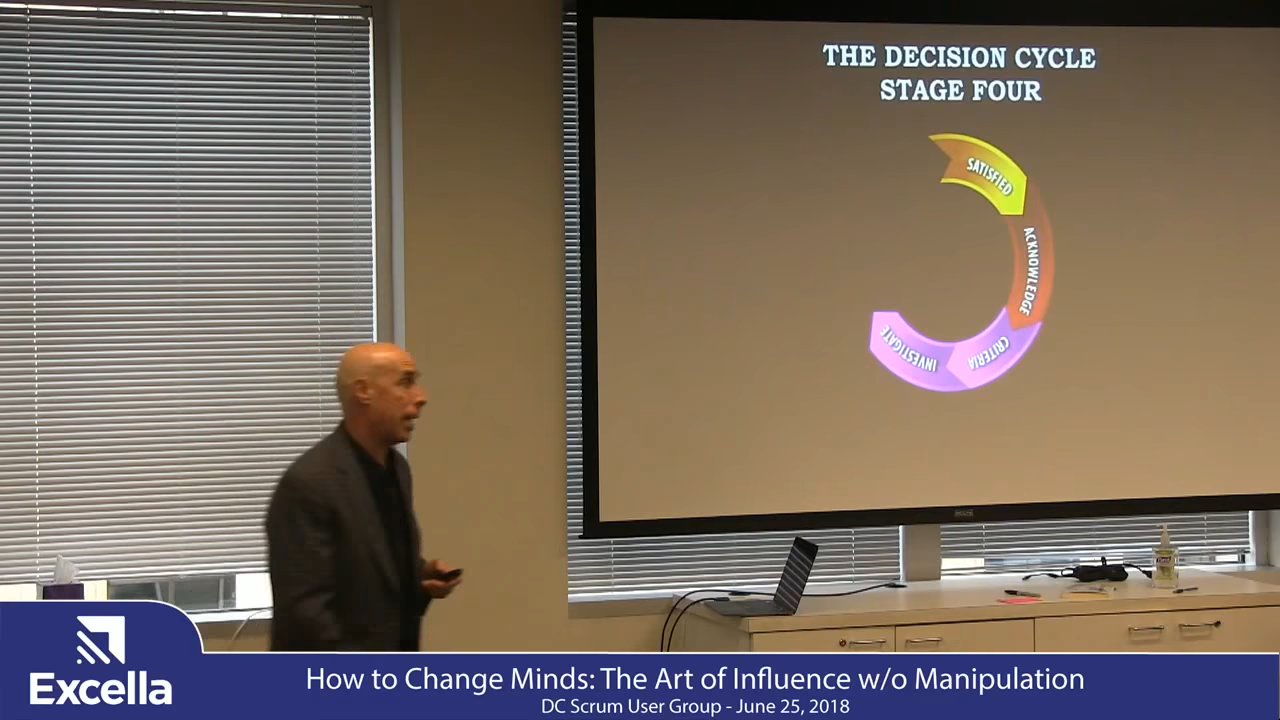 THE DECISION CYCLE
STAGE FOUR
SATISFIED
ACKNOWLEDGE
CRITERIA
INVESTIGATE
Excella
How to Change Minds: The Art of Influence w/o Manipulation
DC Scrum User Group - June 25, 2018